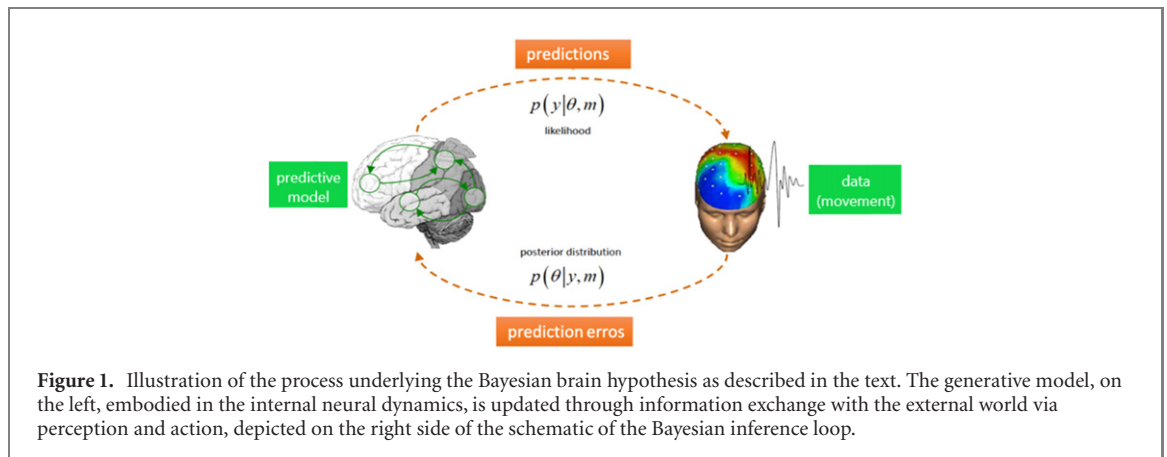 predictions
p(y|θ,m)
likelihood
predictive
model
data
(movement)
posterior distribution
p(θ|y,m)
prediction erros
Figure 1. Illustration of the process underlying the Bayesian brain hypothesis as described in the text. The generative model, on
the left, embodied in the internal neural dynamics, is updated through information exchange with the external world via
perception and action, depicted on the right side of the schematic of the Bayesian inference loop.